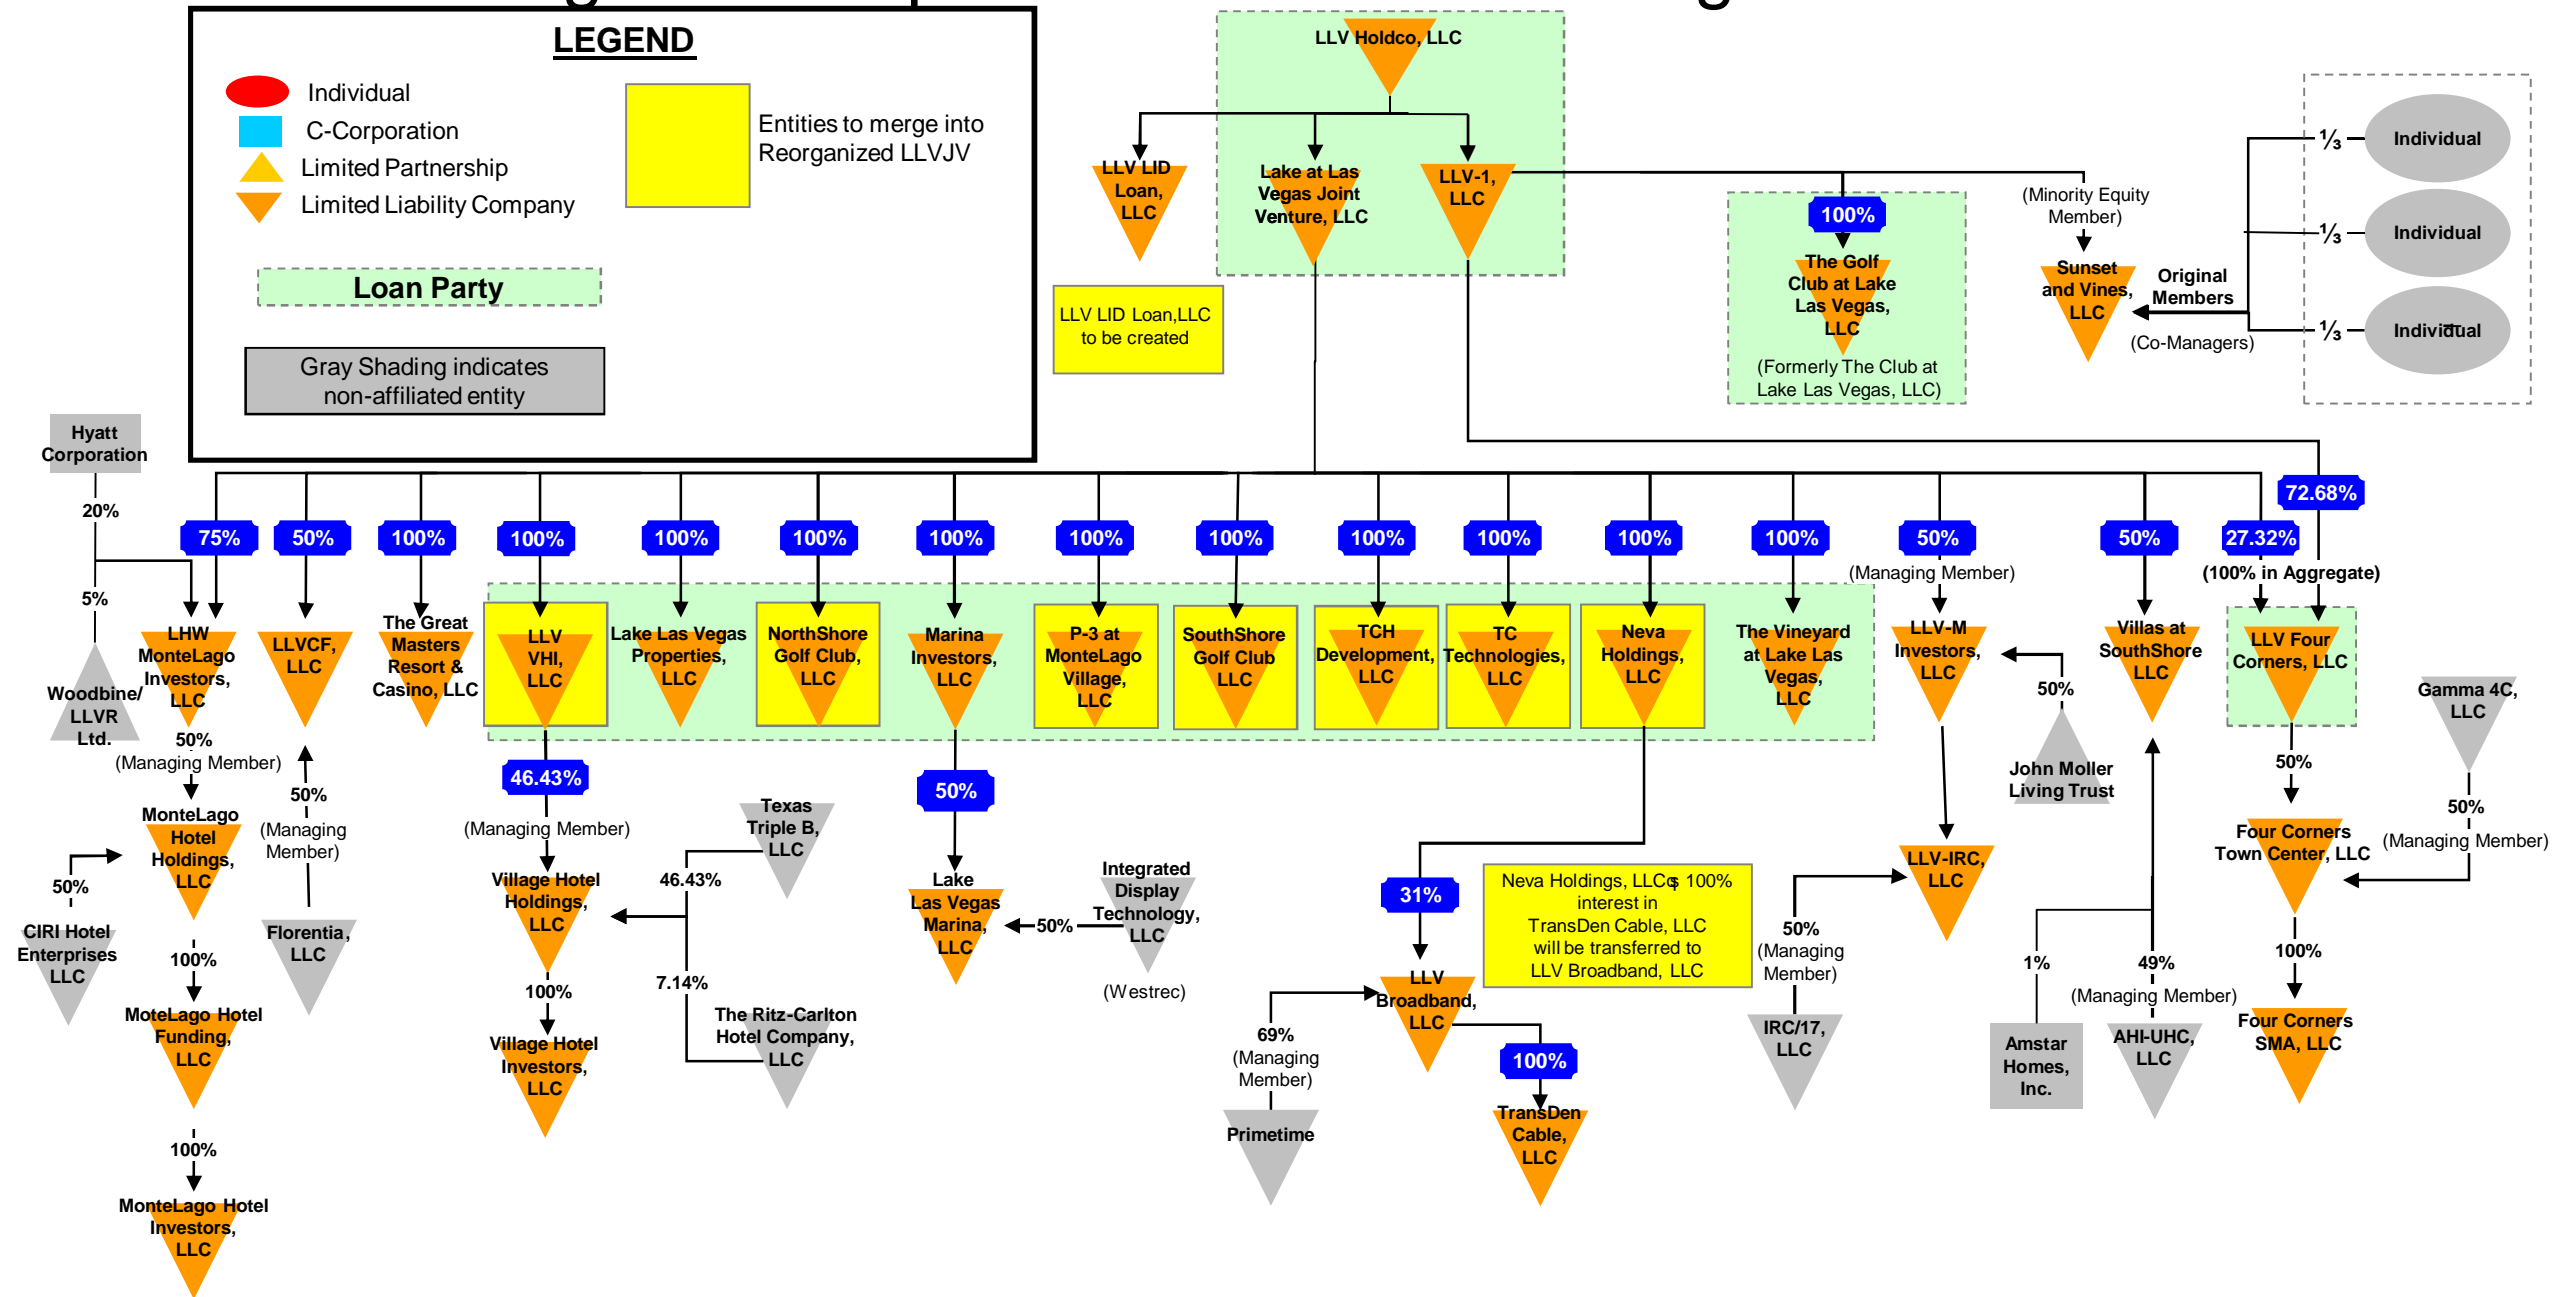 LEGEND
Individual
C-Corporation
Limited Partnership
Limited Liability Company
Entities to merge into
Reorganized LLVJV
Loan Party
Gray Shading indicates
non-affiliated entity
LLV Holdco, LLC
LLV LID
Loan,
LLC
Lake at Las
Vegas Joint
Venture, LLC
LLV-1,
LLC
LLV LID Loan,LLC
to be created
100%
The Golf
Club at Lake
Las Vegas,
LLC
(Formerly The Club at
Lake Las Vegas, LLC)
(Minority Equity
Member)
Sunset
and Vines,
LLC
Original
Members
(Co-Managers)
⅓
Individual
⅓
Individual
⅓
Individual
Hyatt
Corporation
20%
5%
Woodbine/
LLVR
Ltd.
75%
50%
100%
100%
100%
100%
100%
100%
100%
100%
100%
100%
100%
50%
(Managing Member)
50%
27.32%
72.68%
(100% in Aggregate)
LHW
MonteLago
Investors,
LLC
LLVCF,
LLC
The Great
Masters
Resort &
Casino, LLC
LLV
VHI,
LLC
Lake Las Vegas
Properties,
LLC
NorthShore
Golf Club,
LLC
Marina
Investors,
LLC
P-3 at
MonteLago
Village,
LLC
SouthShore
Golf Club
LLC
TCH
Development,
LLC
TC
Technologies,
LLC
Neva
Holdings,
LLC
The Vineyard
at Lake Las
Vegas,
LLC
LLV-M
Investors,
LLC
Villas at
SouthShore
LLC
LLV Four
Corners, LLC
Gamma 4C,
LLC
50%
(Managing Member)
MonteLago
Hotel
Holdings,
LLC
50%
CIRI Hotel
Enterprises
LLC
100%
MoteLago Hotel
Funding,
LLC
100%
MonteLago Hotel
Investors,
LLC
50%
(Managing
Member)
Florentia,
LLC
46.43%
(Managing Member)
Village Hotel
Holdings,
LLC
100%
Village Hotel
Investors,
LLC
Texas
Triple B,
LLC
46.43%
7.14%
The Ritz-Carlton
Hotel Company,
LLC
50%
Lake
Las Vegas
Marina,
LLC
50%
Integrated
Display
Technology,
LLC
(Westrec)
31%
LLV
Broadband,
LLC
69%
(Managing
Member)
Primetime
100%
TransDen
Cable,
LLC
Neva Holdings, 100%
interest in
TransDen Cable, LLC
will be transferred to
LLV Broadband, LLC
50%
John Moller
Living Trust
LLV-IRC,
LLC
50%
(Managing
Member)
IRC/17,
LLC
1%
Amstar
Homes,
Inc.
49%
(Managing Member)
AHI-UHC,
LLC
50%
Four Corners
Town Center, LLC
50%
(Managing Member)
100%
Four Corners
SMA, LLC